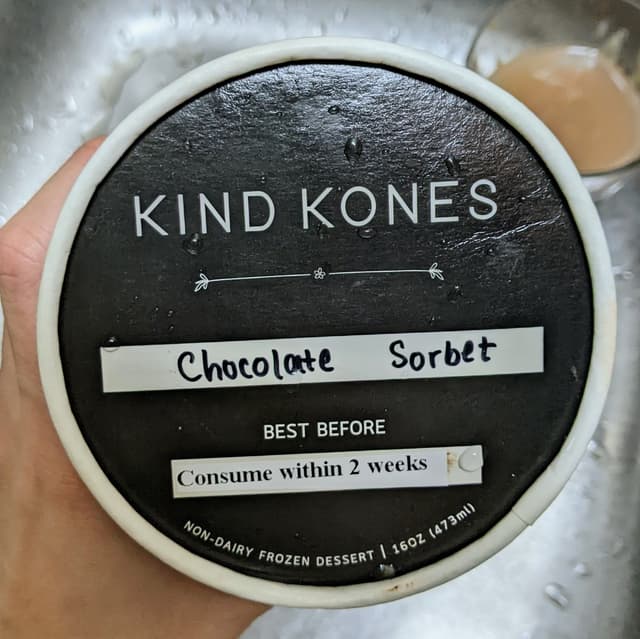 KIND KONES
Chocolate Sorbet
BEST BEFORE
Consume within 2 weeks
NON-DAIRY FROZEN DESSERT | 16OZ (473ml)